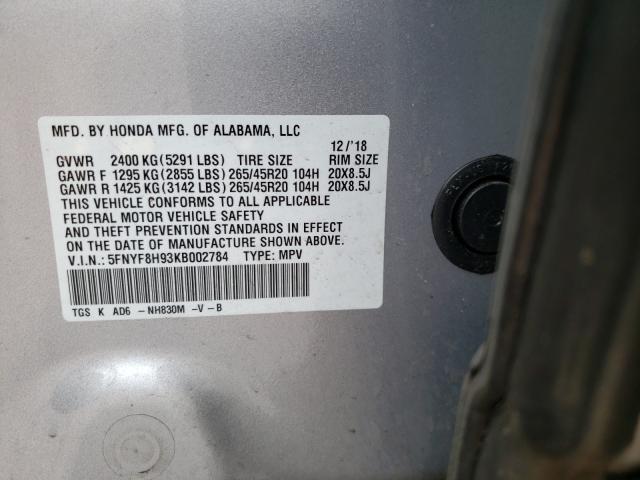 MFD. BY HONDA MFG. OF ALABAMA, LLC
12/'18
GVWR 2400 KG(5291 LBS) TIRE SIZE RIM SIZE
GAWR F 1295 KG(2855 LBS) 265/45R20 104H 20X8.5J
GAWR R 1425 KG(3142 LBS) 265/45R20 104H 20X8.5J
THIS VEHICLE CONFORMS TO ALL APPLICABLE
FEDERAL MOTOR VEHICLE SAFETY
AND THEFT PREVENTION STANDARDS IN EFFECT
ON THE DATE OF MANUFACTURE SHOWN ABOVE.
V.I.N.: 5FNYF8H93KB002784 TYPE: MPV
TGS K AD6 -NH830M -V-B